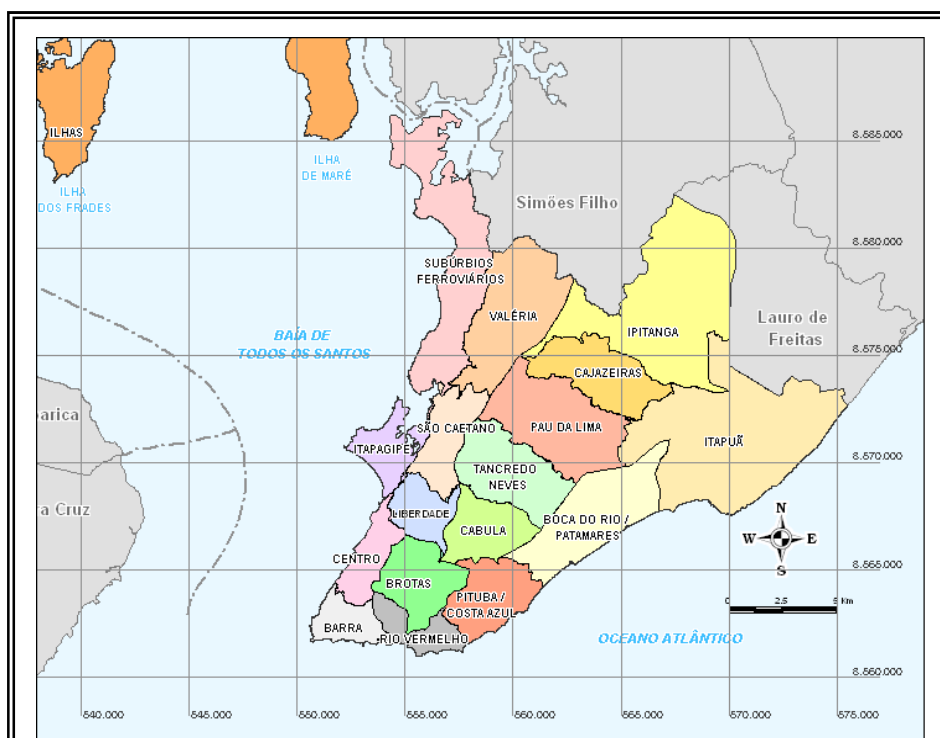 ILHAS
8.585.000
ILHA
DE MARÉ
ILHA
DOS FRADES
Simões Filho
8.580.000
SUBÚRBIOS
FERROVIÁRIOS
VALÉRIA
IPITANGA
Lauro de
Freitas
BAÍA DE
TODOS OS SANTOS
8.575.000
CAJAZEIRAS
parica
SÃO CAETANO
PAU DA LIMA
ITAPUÃ
ITAPAGIPE
8.570.000
TANCREDO
NEVES
ta Cruz
LIBERDADE
BOCA DO RIO /
PATAMARES
CABULA
N
W
E
S
CENTRO
8.565.000
BROTAS
PITUBA /
COSTA AZUL
0 2.5 5 Km
BARRA
RIO VERMELHO
OCEANO ATLÂNTICO
8.560.000
540.000 545.000 550.000 555.000 560.000 565.000 570.000 575.000